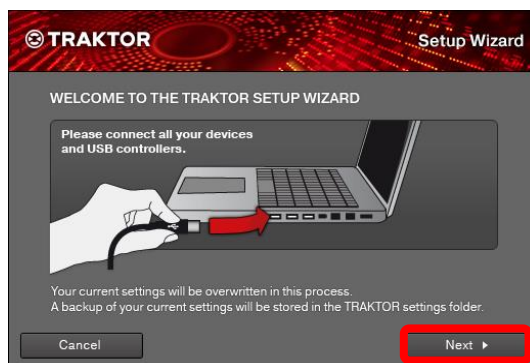 TRAKTOR
Setup Wizard
WELCOME TO THE TRAKTOR SETUP WIZARD
Please connect all your devices
and USB controllers.
Your current settings will be overwritten in this process.
A backup of your current settings will be stored in the TRAKTOR settings folder.
Cancel
Next